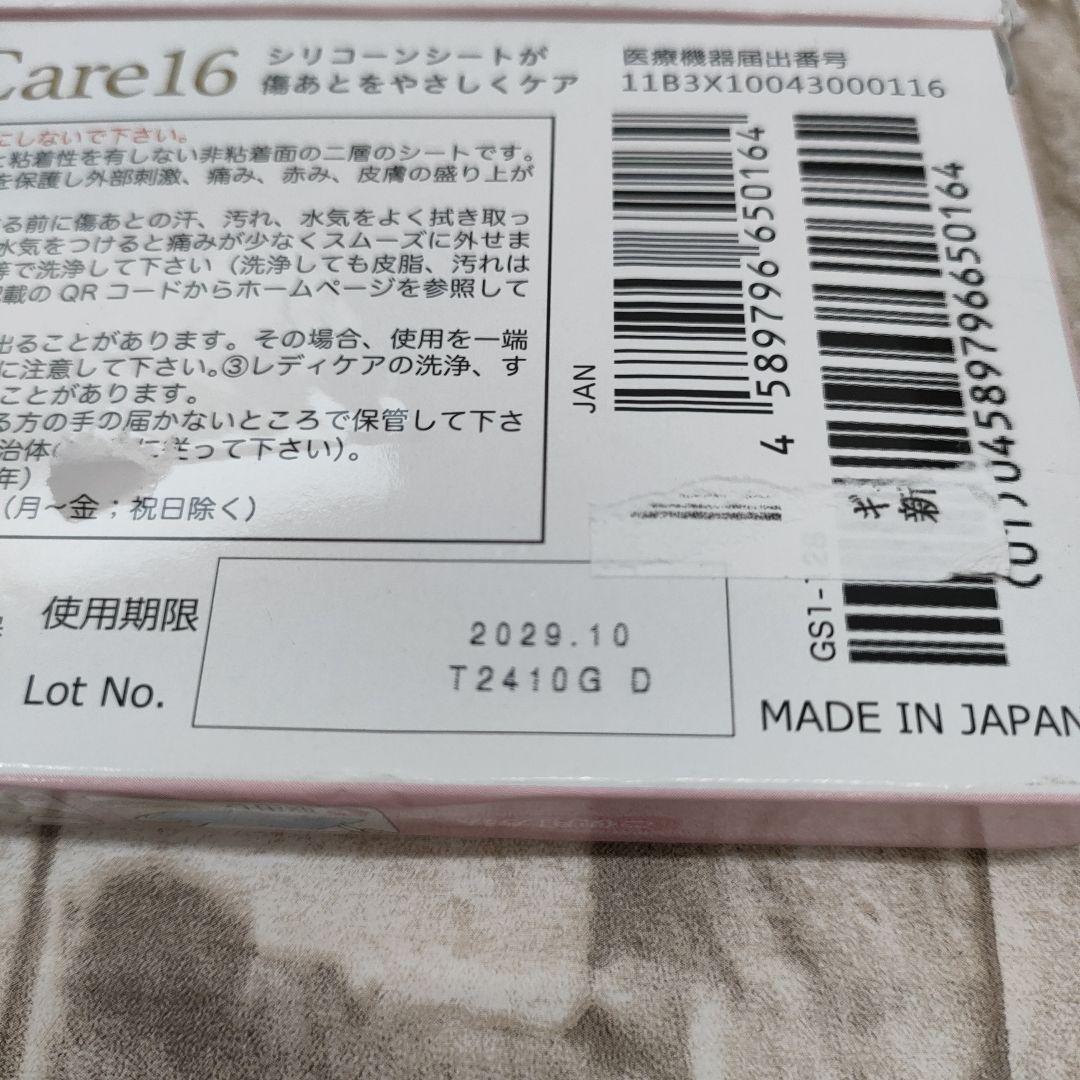 Care16
シリコーンシートが
傷あとをやさしくケア
医療機器届出番号
11B3X10043000116
にしないで下さい。
と粘着性を有しない非粘着面の二層のシートです。
を保護し外部刺激、痛み、赤み、皮膚の盛り上が
る前に傷あとの汗、汚れ、水気をよく拭き取っ
水気をつけると痛みが少なくスムーズに外せま
等で洗浄して下さい（洗浄しても皮脂、汚れは
記載のQRコードからホームページを参照して
出ることがあります。その場合、使用を一端
に注意して下さい。③レディケアの洗浄、す
ことがあります。
る方の手の届かないところで保管して下さ
治体 に従って下さい）。
年）
（月～金；祝日除く）
JAN
4 589796 650164
GS1-128
(01)04589796650164
使用期限
2029.10
Lot No.
T2410G D
MADE IN JAPAN